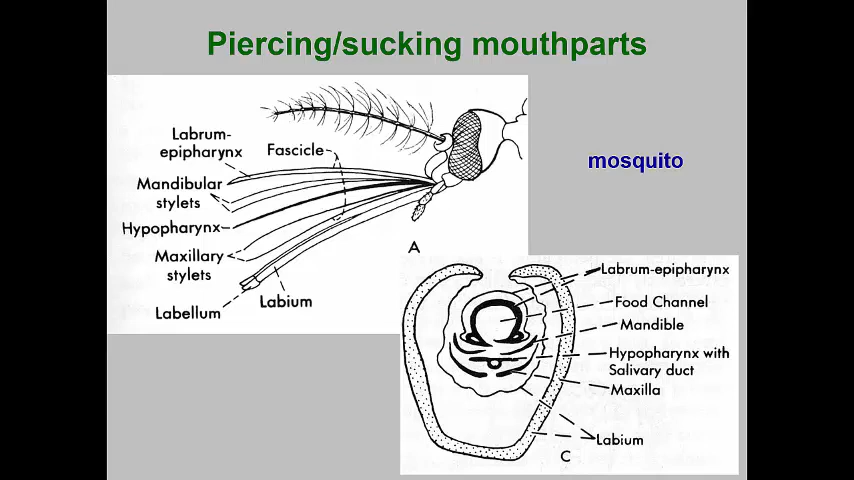 Piercing/sucking mouthparts
mosquito
Labrum-
epipharynx
Fascicle
Mandibular
stylets
Hypopharynx
Maxillary
stylets
Labellum
Labium
A
Labrum-epipharynx
Food Channel
Mandible
Hypopharynx with
Salivary duct
Maxilla
Labium
C